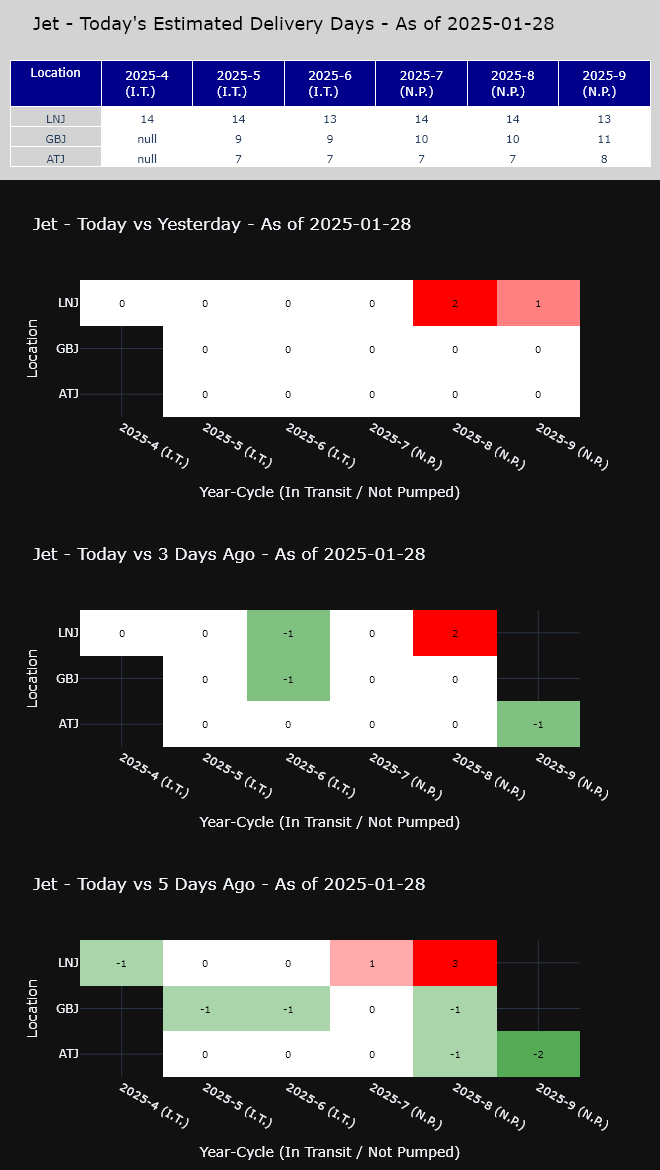 Jet - Today's Estimated Delivery Days - As of 2025-01-28
Location 2025-4 (I.T.) 2025-5 (I.T.) 2025-6 (I.T.) 2025-7 (N.P.) 2025-8 (N.P.) 2025-9 (N.P.)
LNJ 14 14 13 14 14 13
GBJ null 9 9 10 10 11
ATJ null 7 7 7 7 8
Jet - Today vs Yesterday - As of 2025-01-28
Location
LNJ 0 0 0 0 2 1
GBJ 0 0 0 0 0
ATJ 0 0 0 0 0
2025-4 (I.T.) 2025-5 (I.T.) 2025-6 (I.T.) 2025-7 (N.P.) 2025-8 (N.P.) 2025-9 (N.P.)
Year-Cycle (In Transit / Not Pumped)
Jet - Today vs 3 Days Ago - As of 2025-01-28
Location
LNJ 0 0 -1 0 2
GBJ 0 -1 0 0
ATJ 0 0 0 0 -1
2025-4 (I.T.) 2025-5 (I.T.) 2025-6 (I.T.) 2025-7 (N.P.) 2025-8 (N.P.) 2025-9 (N.P.)
Year-Cycle (In Transit / Not Pumped)
Jet - Today vs 5 Days Ago - As of 2025-01-28
Location
LNJ -1 0 0 1 3
GBJ -1 -1 0 -1
ATJ 0 0 0 -1 -2
2025-4 (I.T.) 2025-5 (I.T.) 2025-6 (I.T.) 2025-7 (N.P.) 2025-8 (N.P.) 2025-9 (N.P.)
Year-Cycle (In Transit / Not Pumped)